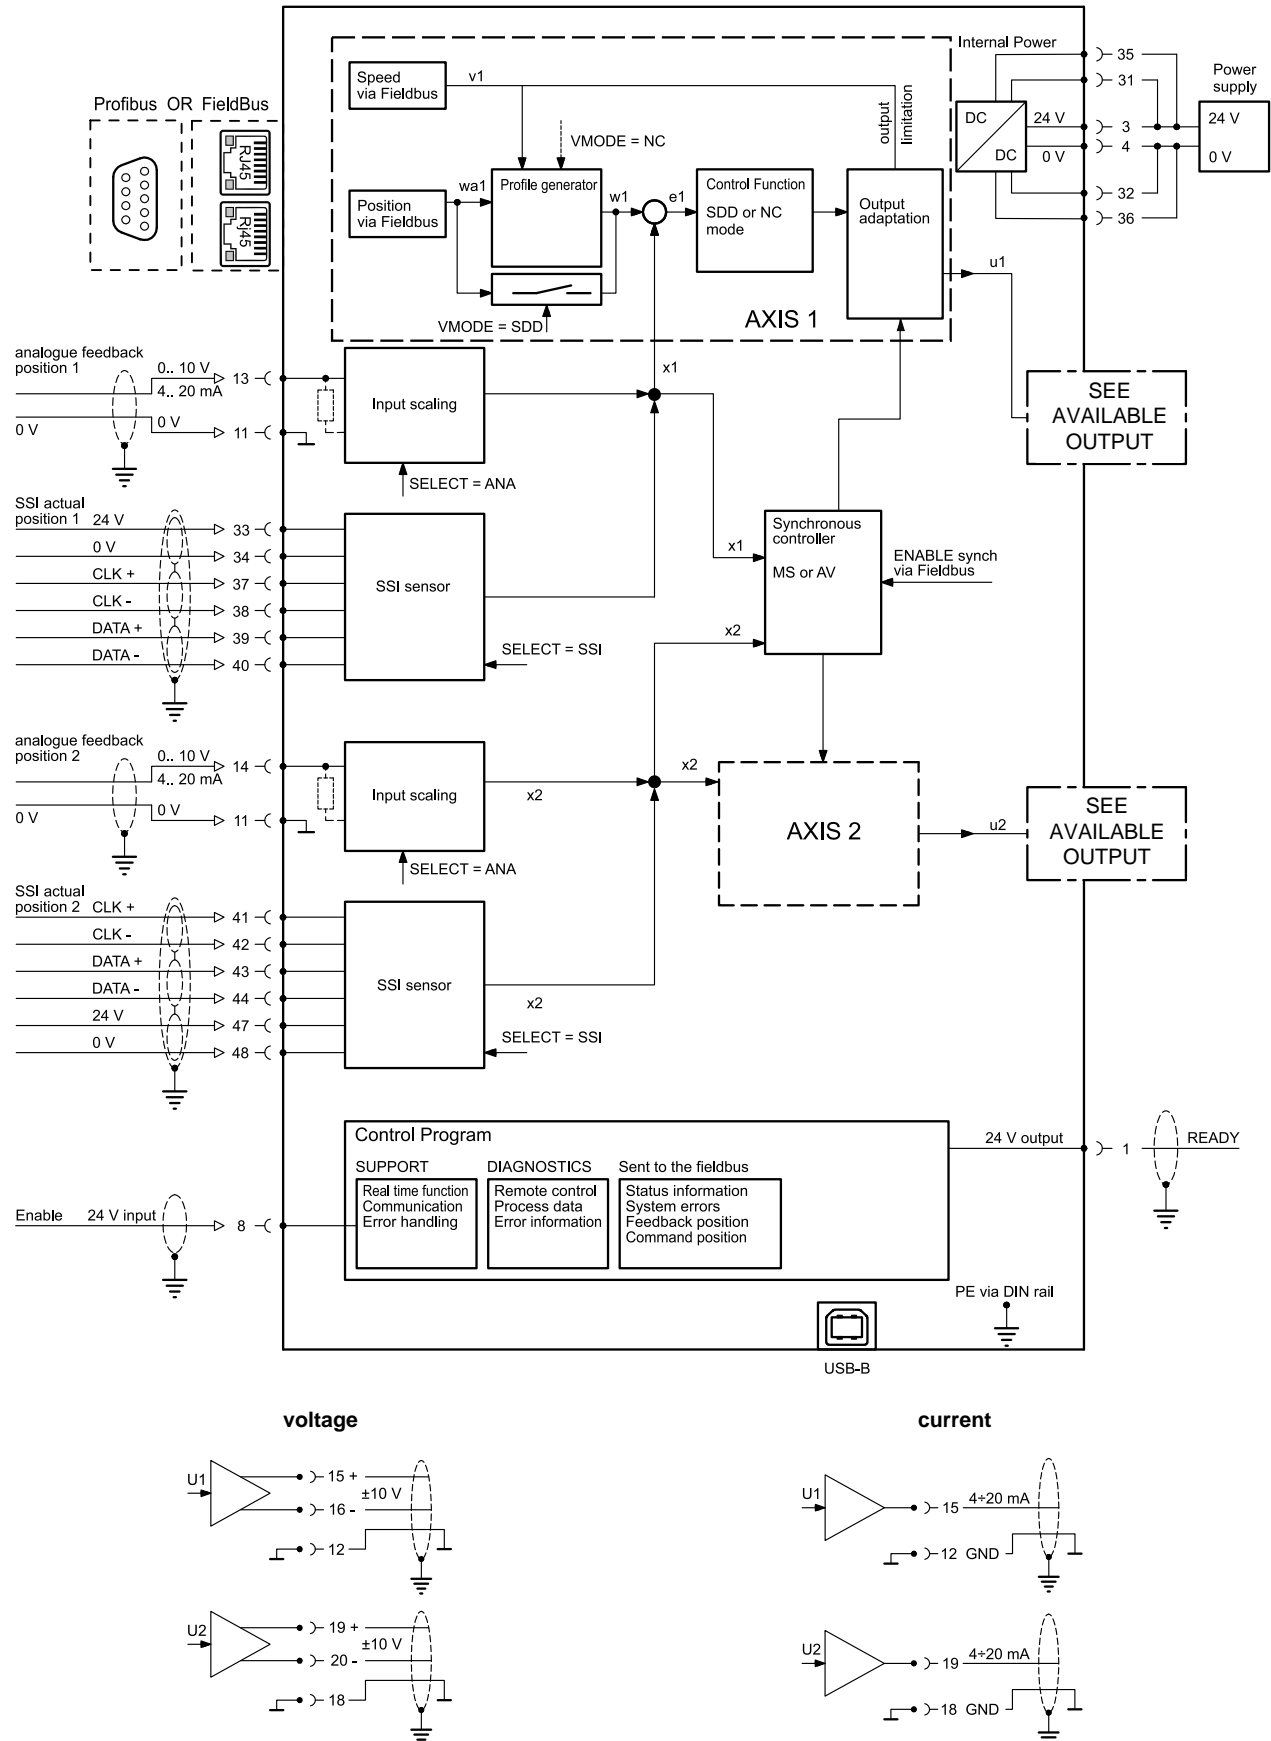 Profibus OR FieldBus
RJ45
Rj45
Speed
via Fieldbus
v1
VMODE = NC
output
limitation
Position
via Fieldbus
wa1
Profile generator
w1
e1
Control Function
SDD or NC
mode
Output
adaptation
VMODE = SDD
AXIS 1
u1
Internal Power
DC
DC
24 V
0 V
35
31
3
4
32
36
Power
supply
24 V
0 V
analogue feedback
position 1
0.. 10 V
4.. 20 mA
13
0 V
0 V
11
Input scaling
SELECT = ANA
x1
SEE
AVAILABLE
OUTPUT
SSI actual
position 1
24 V
33
0 V
34
CLK +
37
CLK -
38
DATA +
39
DATA -
40
SSI sensor
SELECT = SSI
x1
x2
Synchronous
controller
MS or AV
ENABLE synch
via Fieldbus
analogue feedback
position 2
0.. 10 V
4.. 20 mA
14
0 V
0 V
11
Input scaling
SELECT = ANA
x2
x2
AXIS 2
u2
SEE
AVAILABLE
OUTPUT
SSI actual
position 2
CLK +
41
CLK -
42
DATA +
43
DATA -
44
24 V
47
0 V
48
SSI sensor
x2
SELECT = SSI
Control Program
SUPPORT
Real time function
Communication
Error handling
DIAGNOSTICS
Remote control
Process data
Error information
Sent to the fieldbus
Status information
System errors
Feedback position
Command position
24 V output
1
READY
Enable
24 V input
8
PE via DIN rail
USB-B
voltage
U1
15 +
±10 V
16 -
12
U2
19 +
±10 V
20 -
18
current
U1
15
4÷20 mA
12 GND
U2
19
4÷20 mA
18 GND